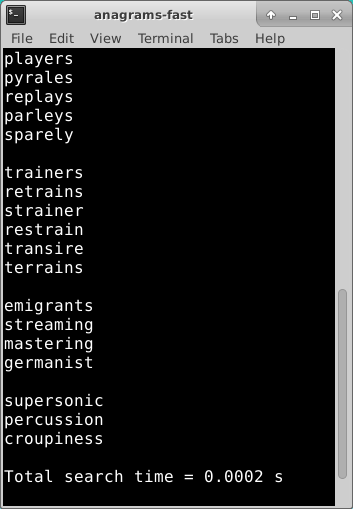 anagrams-fast
File Edit View Terminal Tabs Help
players
pyrales
replays
parleys
sparely
trainers
retrains
strainer
restrain
transire
terrains
emigrants
streaming
mastering
germanist
supersonic
percussion
croupiness
Total search time = 0.0002 s